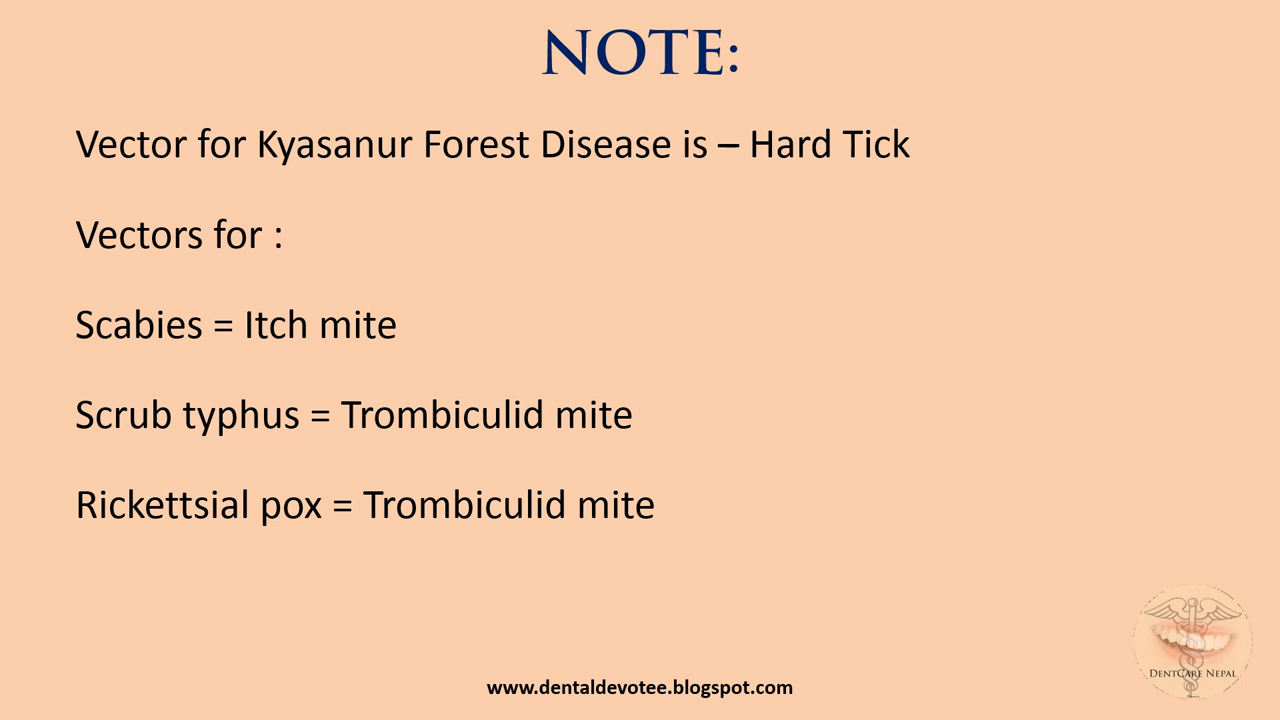 NOTE:
Vector for Kyasanur Forest Disease is – Hard Tick
Vectors for :
Scabies = Itch mite
Scrub typhus = Trombiculid mite
Rickettsial pox = Trombiculid mite
DentCare Nepal
www.dentaldevotee.blogspot.com